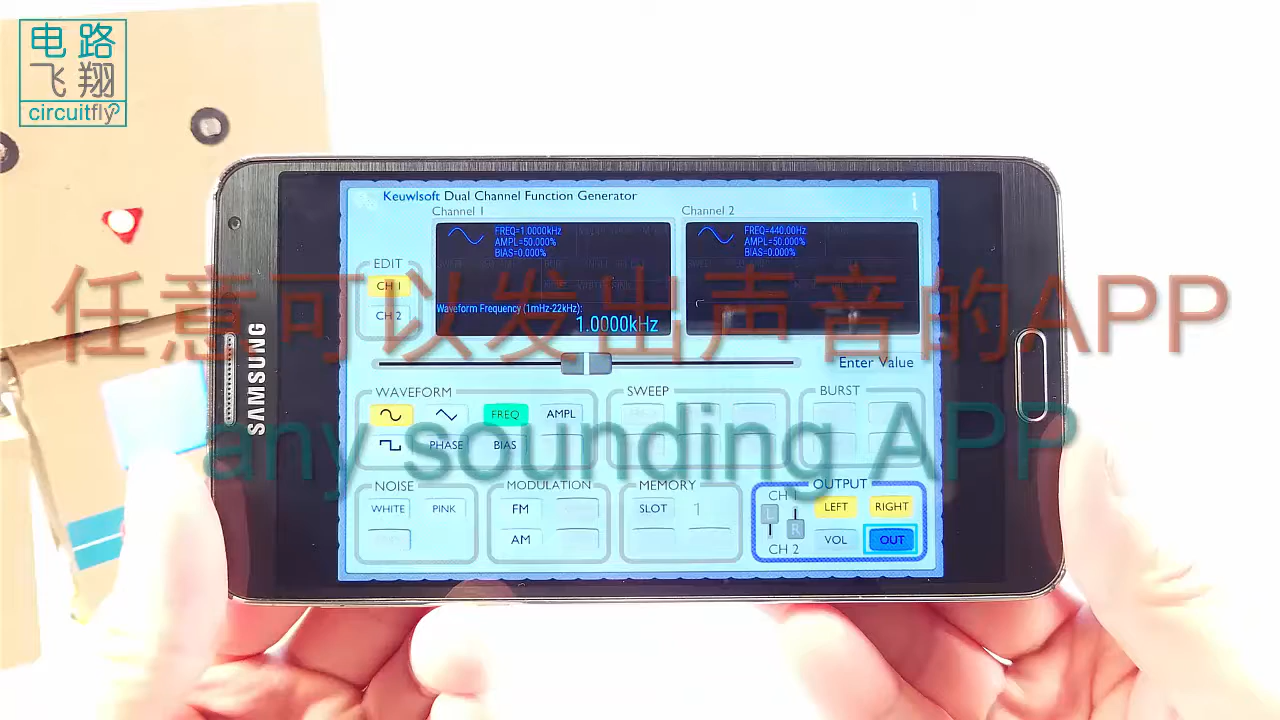 电路
飞翔
circuitfly
Keuwlsoft Dual Channel Function Generator
Channel 1
Channel 2
FREQ=1.0000kHz
AMPL=50.000%
BIAS=0.000%
FREQ=440.00Hz
AMPL=50.000%
BIAS=0.000%
EDIT
CH 1
CH 2
Waveform Frequency (1mHz-22kHz):
1.0000kHz
任意可以发出声音的APP
SAMSUNG
Enter Value
WAVEFORM
SWEEP
BURST
FREQ
AMPL
PHASE
BIAS
any sounding APP
NOISE
WHITE
PINK
MODULATION
FM
AM
MEMORY
SLOT
1
OUTPUT
CH 1
L
R
CH 2
LEFT
RIGHT
VOL
OUT